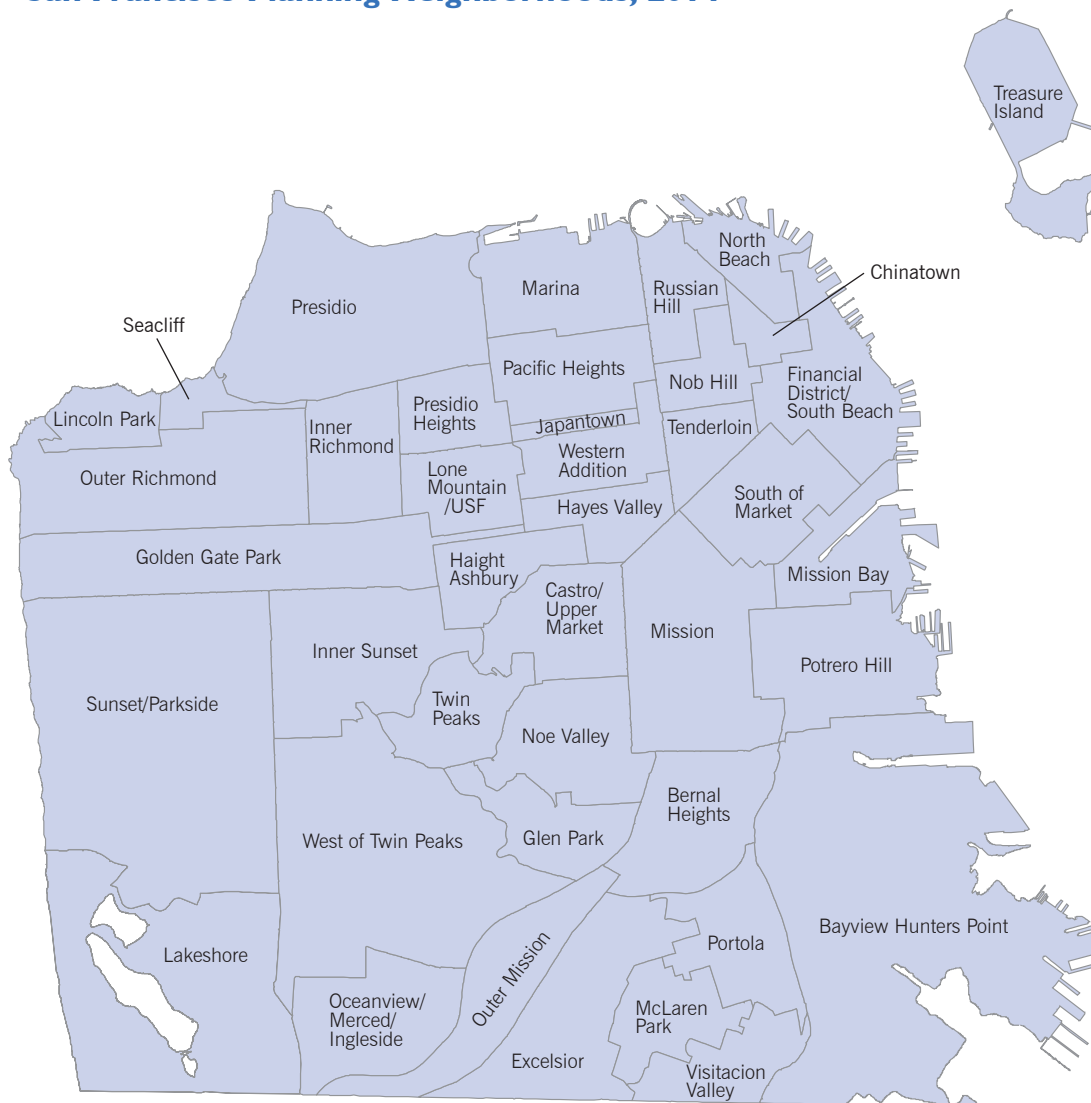 San Francisco Planning Neighborhoods,
Treasure
Island
North
Beach
Chinatown
Marina
Russian
Hill
Presidio
Seacliff
Pacific Heights
Nob Hill
Financial
District/
South Beach
Lincoln Park
Presidio
Heights
Inner
Richmond
Japantown
Tenderloin
Western
Addition
Outer Richmond
Lone
Mountain
/USF
South of
Market
Hayes Valley
Golden Gate Park
Haight
Ashbury
Mission Bay
Castro/
Upper
Market
Mission
Inner Sunset
Potrero Hill
Sunset/Parkside
Twin
Peaks
Noe Valley
Bernal
Heights
West of Twin Peaks
Glen Park
Bayview Hunters Point
Lakeshore
Portola
Outer Mission
Oceanview/
Merced/
Ingleside
McLaren
Park
Excelsior
Visitacion
Valley